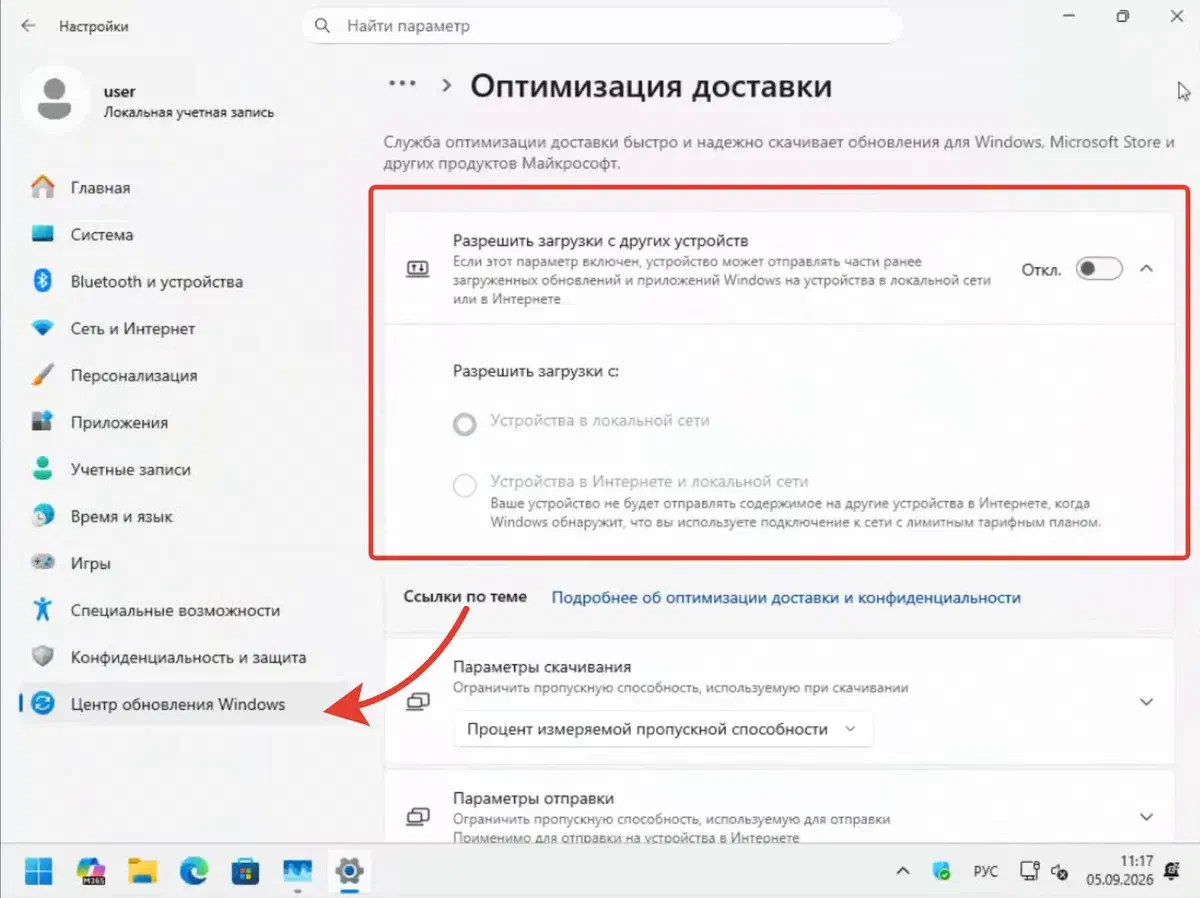 Настройки
Найти параметр
user
Локальная учетная запись
Главная
Система
Bluetooth и устройства
Сеть и Интернет
Персонализация
Приложения
Учетные записи
Время и язык
Игры
Специальные возможности
Конфиденциальность и защита
Центр обновления Windows
... > Оптимизация доставки
Служба оптимизации доставки быстро и надежно скачивает обновления для Windows, Microsoft Store и
других продуктов Майкрософт.
Разрешить загрузки с других устройств
Если этот параметр включен, устройство может отправлять части ранее
загруженных обновлений и приложений Windows на устройства в локальной сети
или в Интернете
Откл.
Разрешить загрузки с:
Устройства в локальной сети
Устройства в Интернете и локальной сети
Ваше устройство не будет отправлять содержимое на другие устройства в Интернете, когда
Windows обнаружит, что вы используете подключение к сети с лимитным тарифным планом.
Ссылки по теме Подробнее об оптимизации доставки и конфиденциальности
Параметры скачивания
Ограничить пропускную способность, используемую при скачивании
Процент измеряемой пропускной способности
Параметры отправки
Ограничить пропускную способность, используемую для отправки
Применимо для отправки на устройства в Интернете
M365
РУС
11:17
05.09.2026